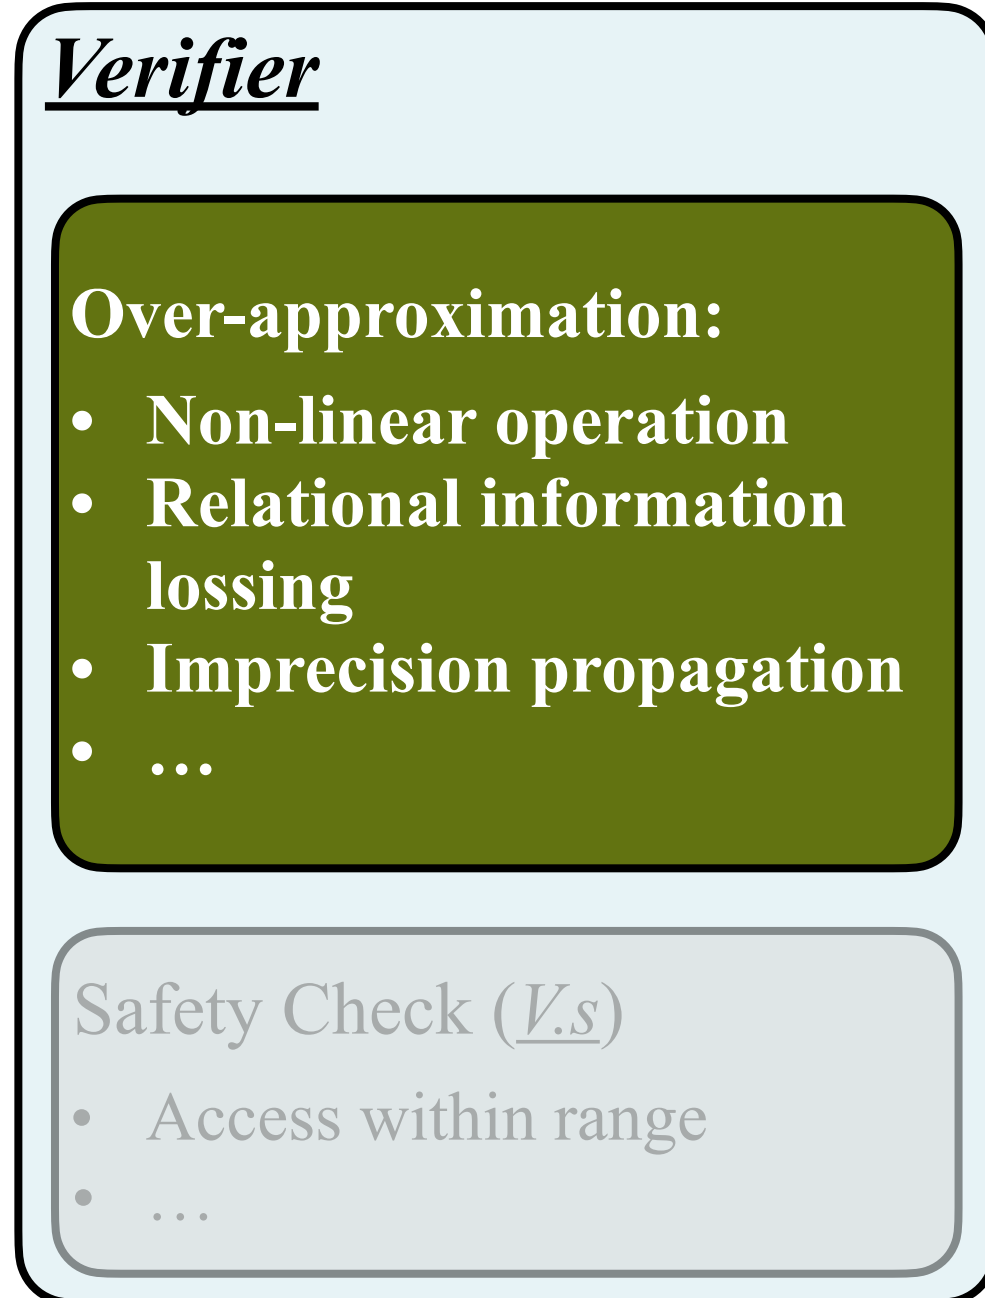 Verifier
Over-approximation:
• Non-linear operation
• Relational information
lossing
• Imprecision propagation
• …
Safety Check (V.s)
• Access within range
• …